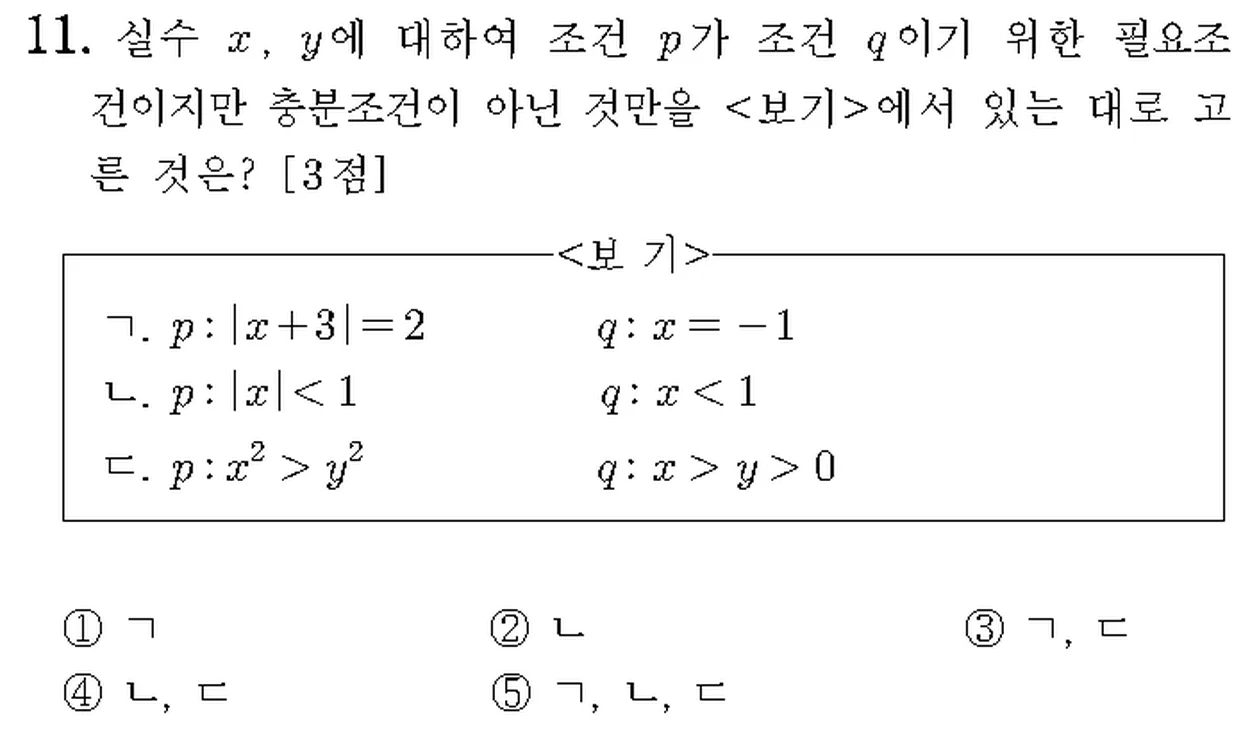 11. 실수 x, y에 대하여 조건 p가 조건 q이기 위한 필요조
건이지만 충분조건이 아닌 것만을 <보기>에서 있는 대로 고
른 것은? [3점]
<보 기>
ㄱ. p : |x+3| = 2 q : x = -1
ㄴ. p : |x| < 1 q : x < 1
ㄷ. p : x² > y² q : x > y > 0
① ㄱ ② ㄴ ③ ㄱ, ㄷ
④ ㄴ, ㄷ ⑤ ㄱ, ㄴ, ㄷ